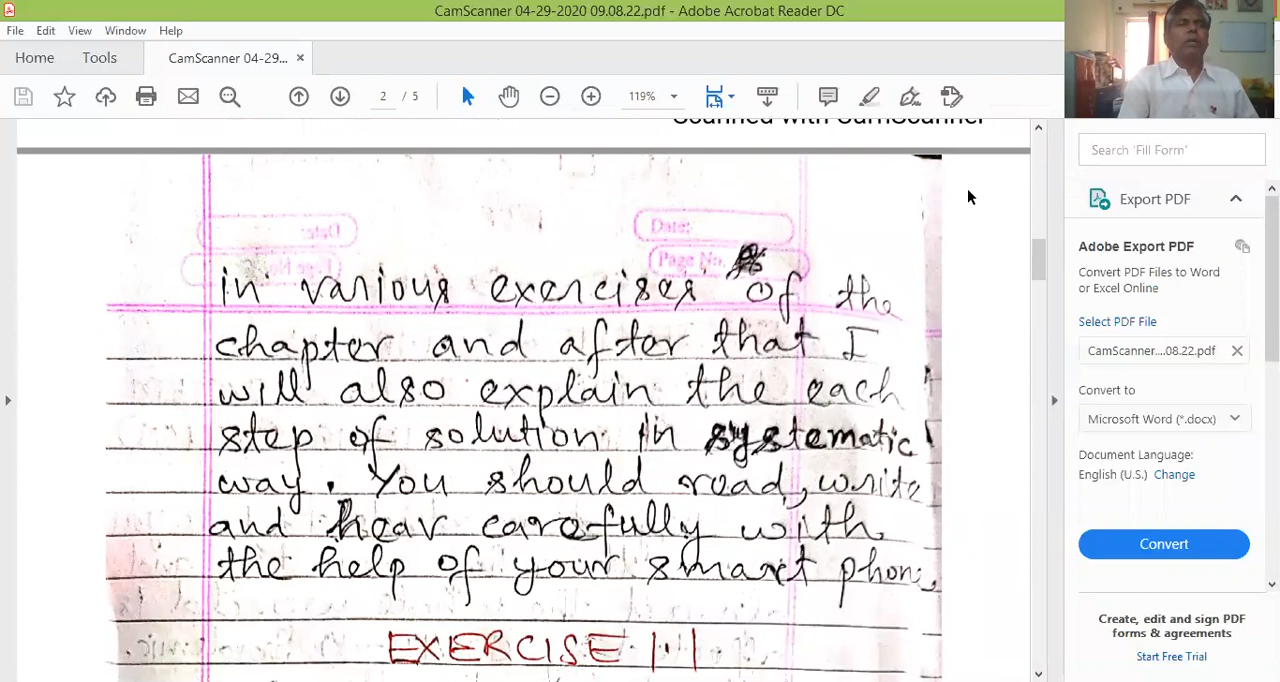 CamScanner 04-29-2020 09.08.22.pdf - Adobe Acrobat Reader DC
File Edit View Window Help
Home Tools CamScanner 04-29... ×
2 / 5 119%
Scanned with CamScanner
Search 'Fill Form'
Export PDF
Adobe Export PDF
Convert PDF Files to Word
or Excel Online
Select PDF File
CamScanner....08.22.pdf
Convert to
Microsoft Word (*.docx)
Document Language:
English (U.S.) Change
Convert
Create, edit and sign PDF
forms & agreements
Start Free Trial
Date:
Page No.
in various exercises of the
chapter and after that I
will also explain the each
step of solution in systematic
way. You should read, write
and hear carefully with
the help of your smart phone
EXERCISE 1.1